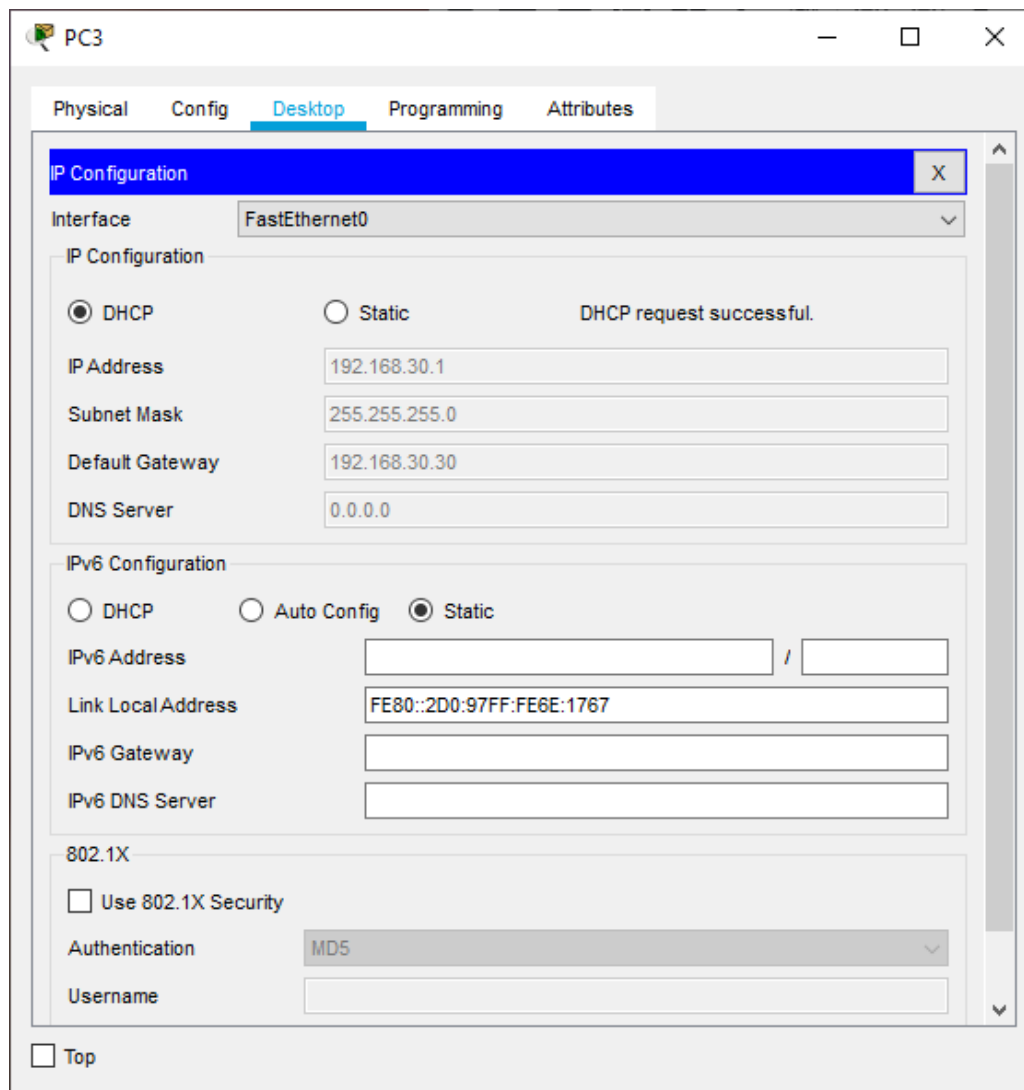 PC3
Physical Config Desktop Programming Attributes
IP Configuration X
Interface FastEthernet0
IP Configuration
DHCP Static DHCP request successful.
IP Address 192.168.30.1
Subnet Mask 255.255.255.0
Default Gateway 192.168.30.30
DNS Server 0.0.0.0
IPv6 Configuration
DHCP Auto Config Static
IPv6 Address /
Link Local Address FE80::2D0:97FF:FE6E:1767
IPv6 Gateway
IPv6 DNS Server
802.1X
Use 802.1X Security
Authentication MD5
Username
Top